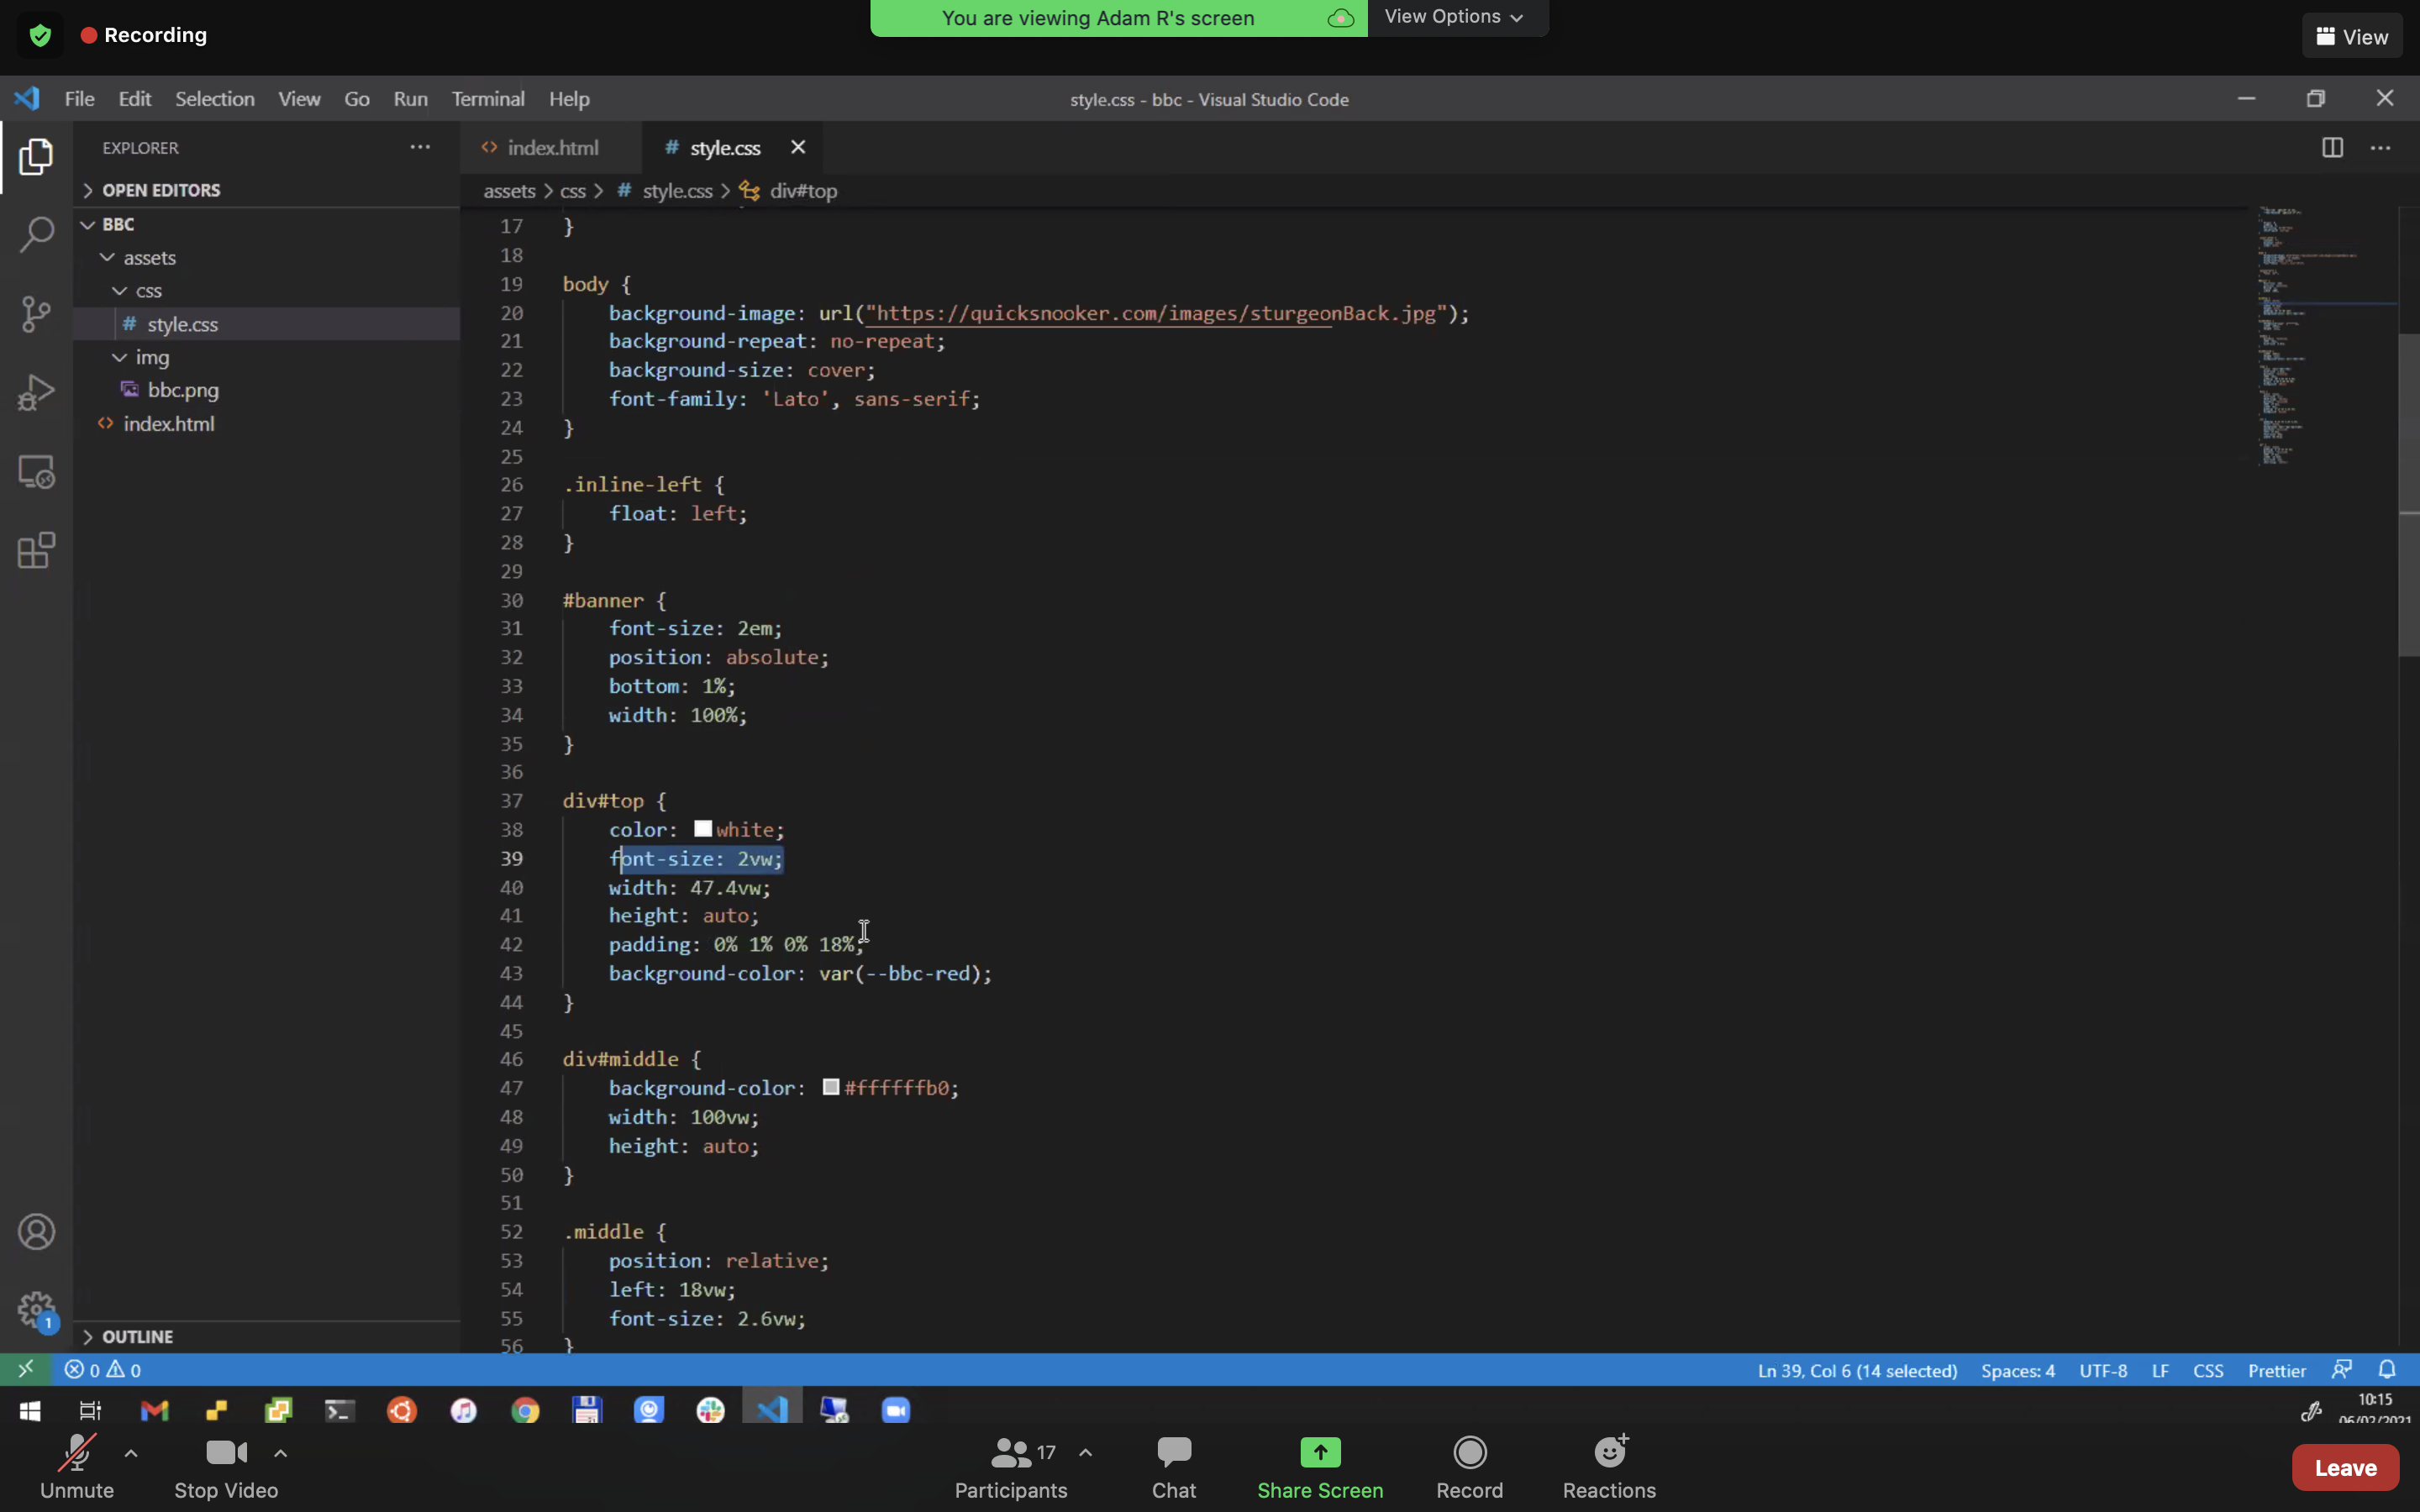 Recording
You are viewing Adam R's screen
View Options
View
File Edit Selection View Go Run Terminal Help
style.css - bbc - Visual Studio Code
EXPLORER
index.html
# style.css
OPEN EDITORS
assets > css > # style.css > div#top
BBC
assets
css
# style.css
img
bbc.png
index.html
17 }
18
19 body {
20 background-image: url("https://quicksnooker.com/images/sturgeonBack.jpg");
21 background-repeat: no-repeat;
22 background-size: cover;
23 font-family: 'Lato', sans-serif;
24 }
25
26 .inline-left {
27 float: left;
28 }
29
30 #banner {
31 font-size: 2em;
32 position: absolute;
33 bottom: 1%;
34 width: 100%;
35 }
36
37 div#top {
38 color: white;
39 font-size: 2vw;
40 width: 47.4vw;
41 height: auto;
42 padding: 0% 1% 0% 18%;
43 background-color: var(--bbc-red);
44 }
45
46 div#middle {
47 background-color: #ffffffb0;
48 width: 100vw;
49 height: auto;
50 }
51
52 .middle {
53 position: relative;
54 left: 18vw;
55 font-size: 2.6vw;
56 }
OUTLINE
1
0 0
Ln 39, Col 6 (14 selected) Spaces: 4 UTF-8 LF CSS Prettier
10:15
06/02/2021
Unmute
Stop Video
17
Participants
Chat
Share Screen
Record
Reactions
Leave